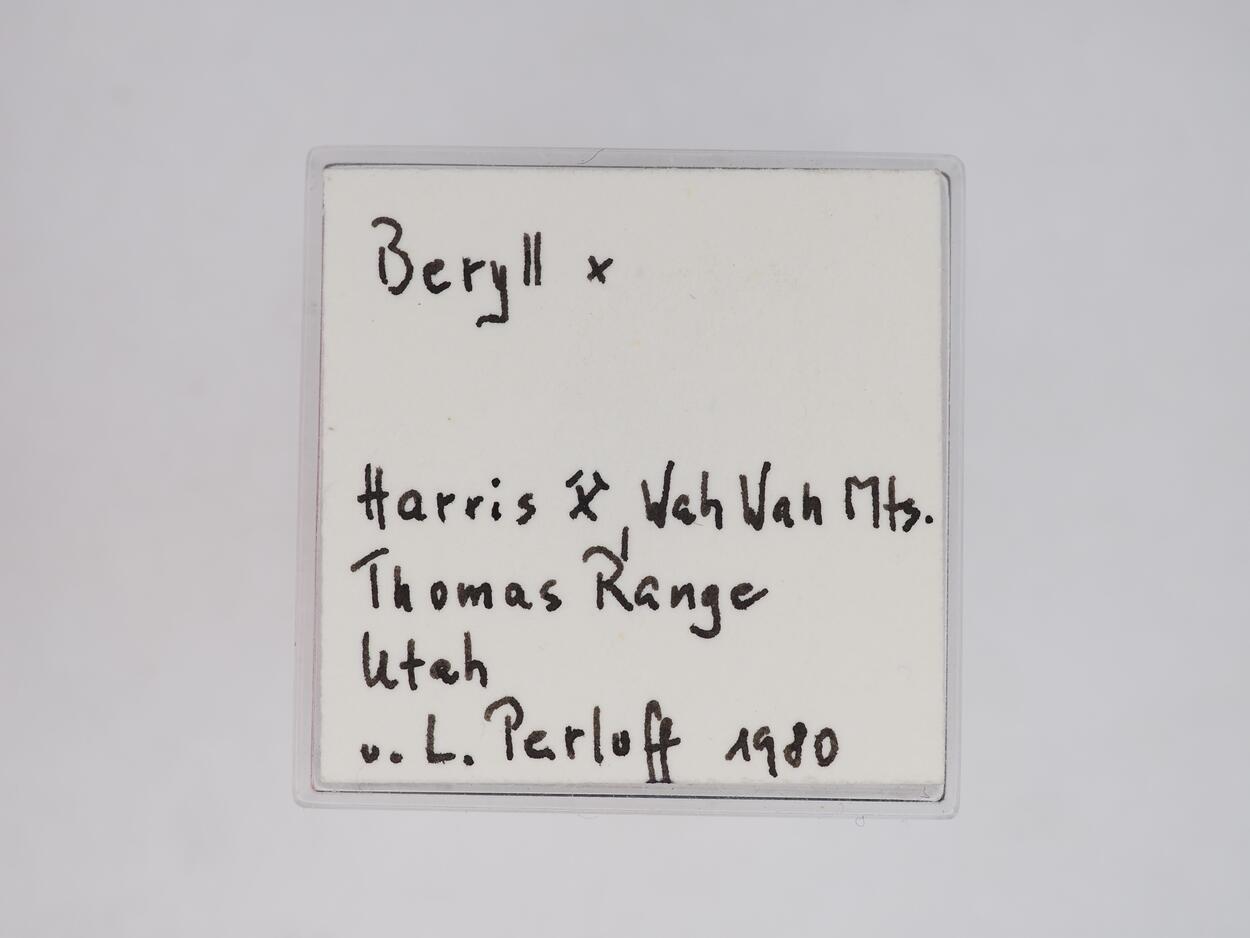 Beryll x
Harris ⚒, Wah Wah Mts.
Thomas Range
Utah
v. L. Perloff 1980